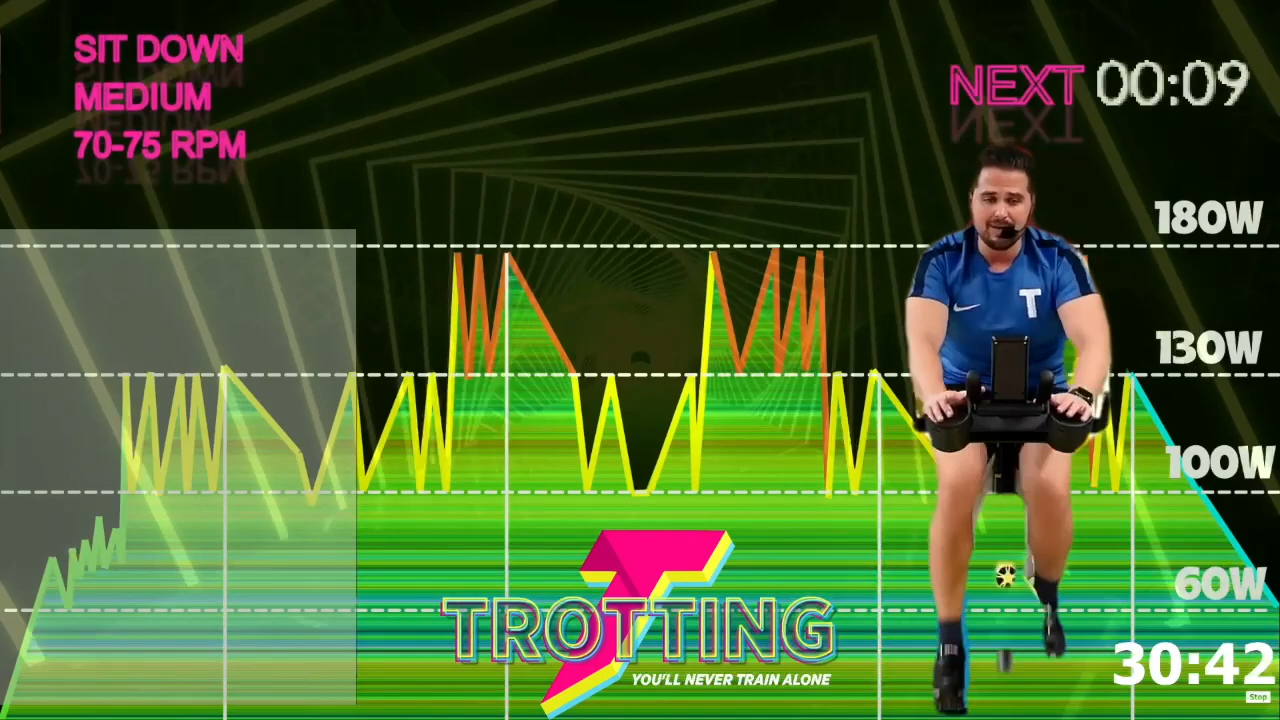 SIT DOWN
MEDIUM
70-75 RPM
NEXT 00:09
180W
130W
100W
60W
T
TROTTING
YOU'LL NEVER TRAIN ALONE
30:42
Stop